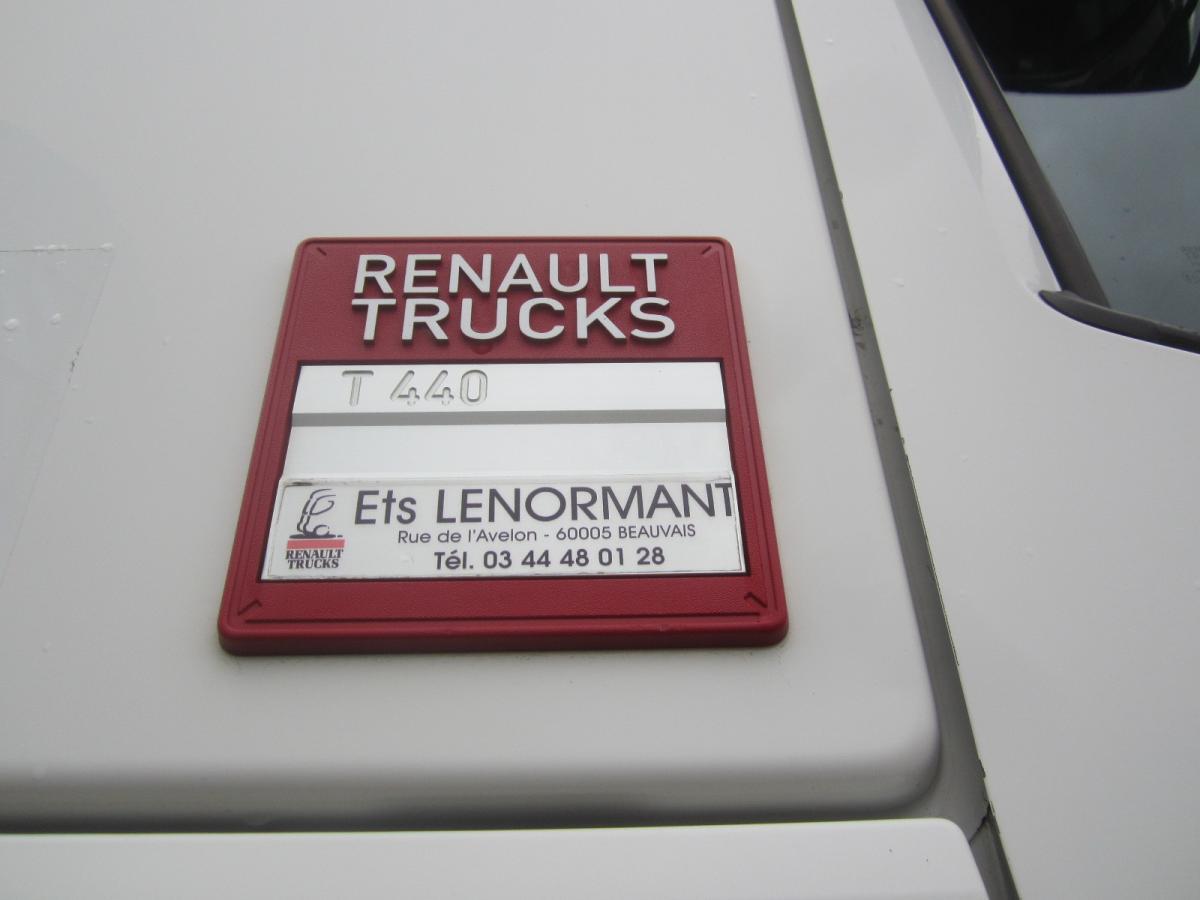 RENAULT
TRUCKS
T 440
Ets LENORMANT
Rue de l'Avelon - 60005 BEAUVAIS
Tél. 03 44 48 01 28
RENAULT
TRUCKS